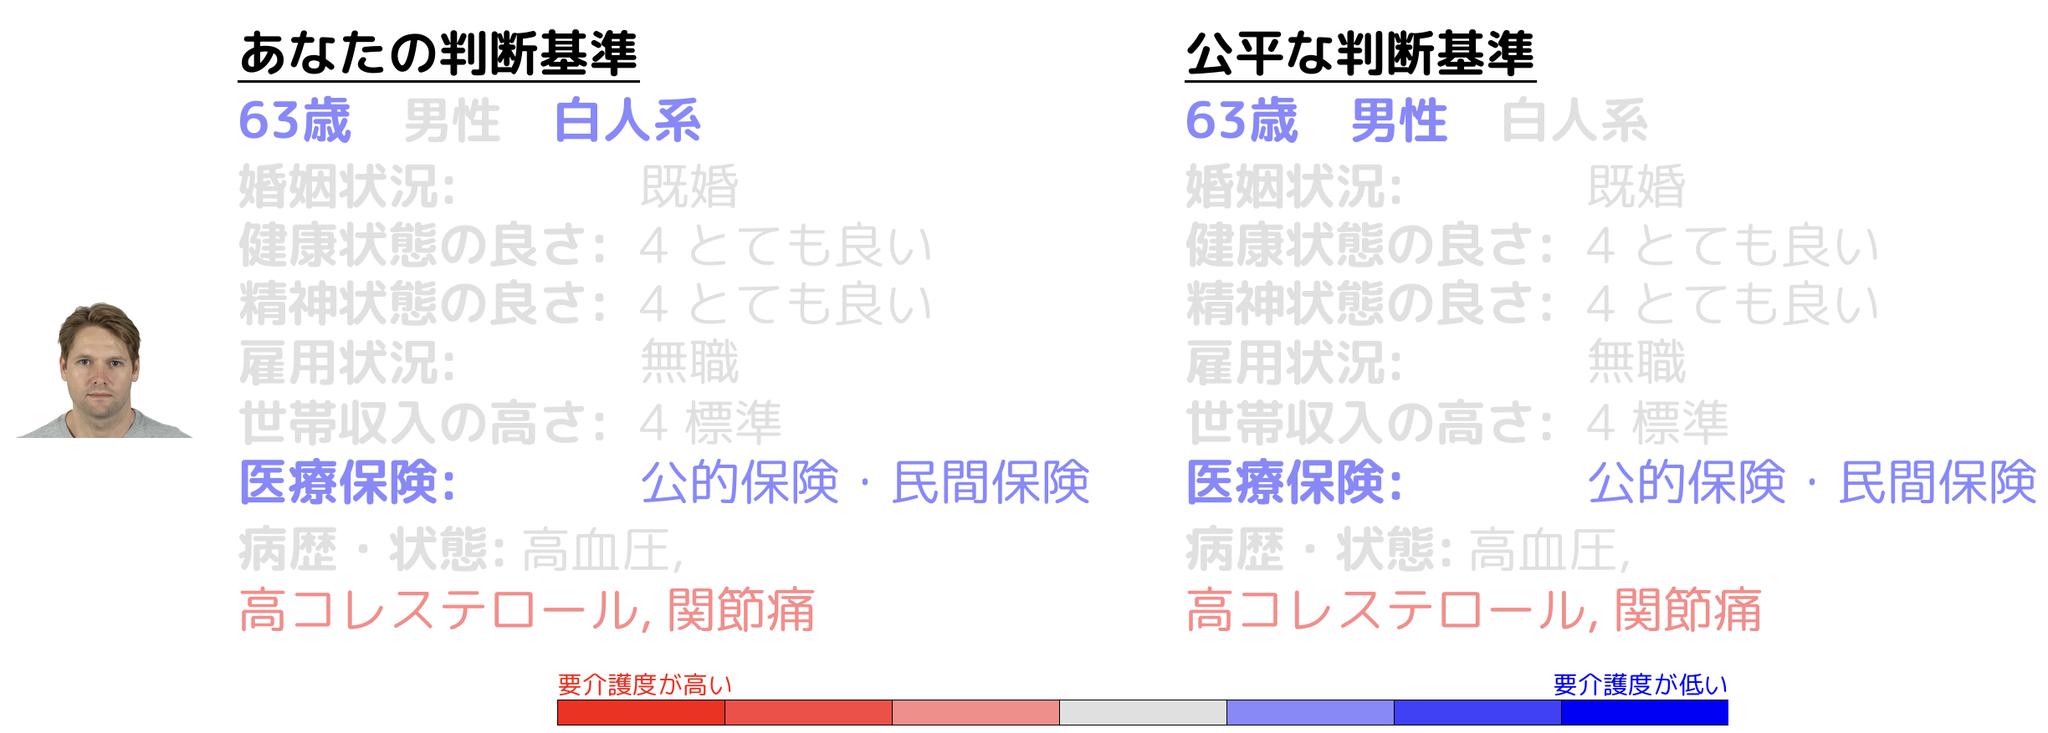 あなたの判断基準
63歳 男性 白人系
婚姻状況: 既婚
健康状態の良さ: 4 とても良い
精神状態の良さ: 4 とても良い
雇用状況: 無職
世帯収入の高さ: 4 標準
医療保険: 公的保険・民間保険
病歴・状態: 高血圧,
高コレステロール, 関節痛
公平な判断基準
63歳 男性 白人系
婚姻状況: 既婚
健康状態の良さ: 4 とても良い
精神状態の良さ: 4 とても良い
雇用状況: 無職
世帯収入の高さ: 4 標準
医療保険: 公的保険・民間保険
病歴・状態: 高血圧,
高コレステロール, 関節痛
要介護度が高い
要介護度が低い